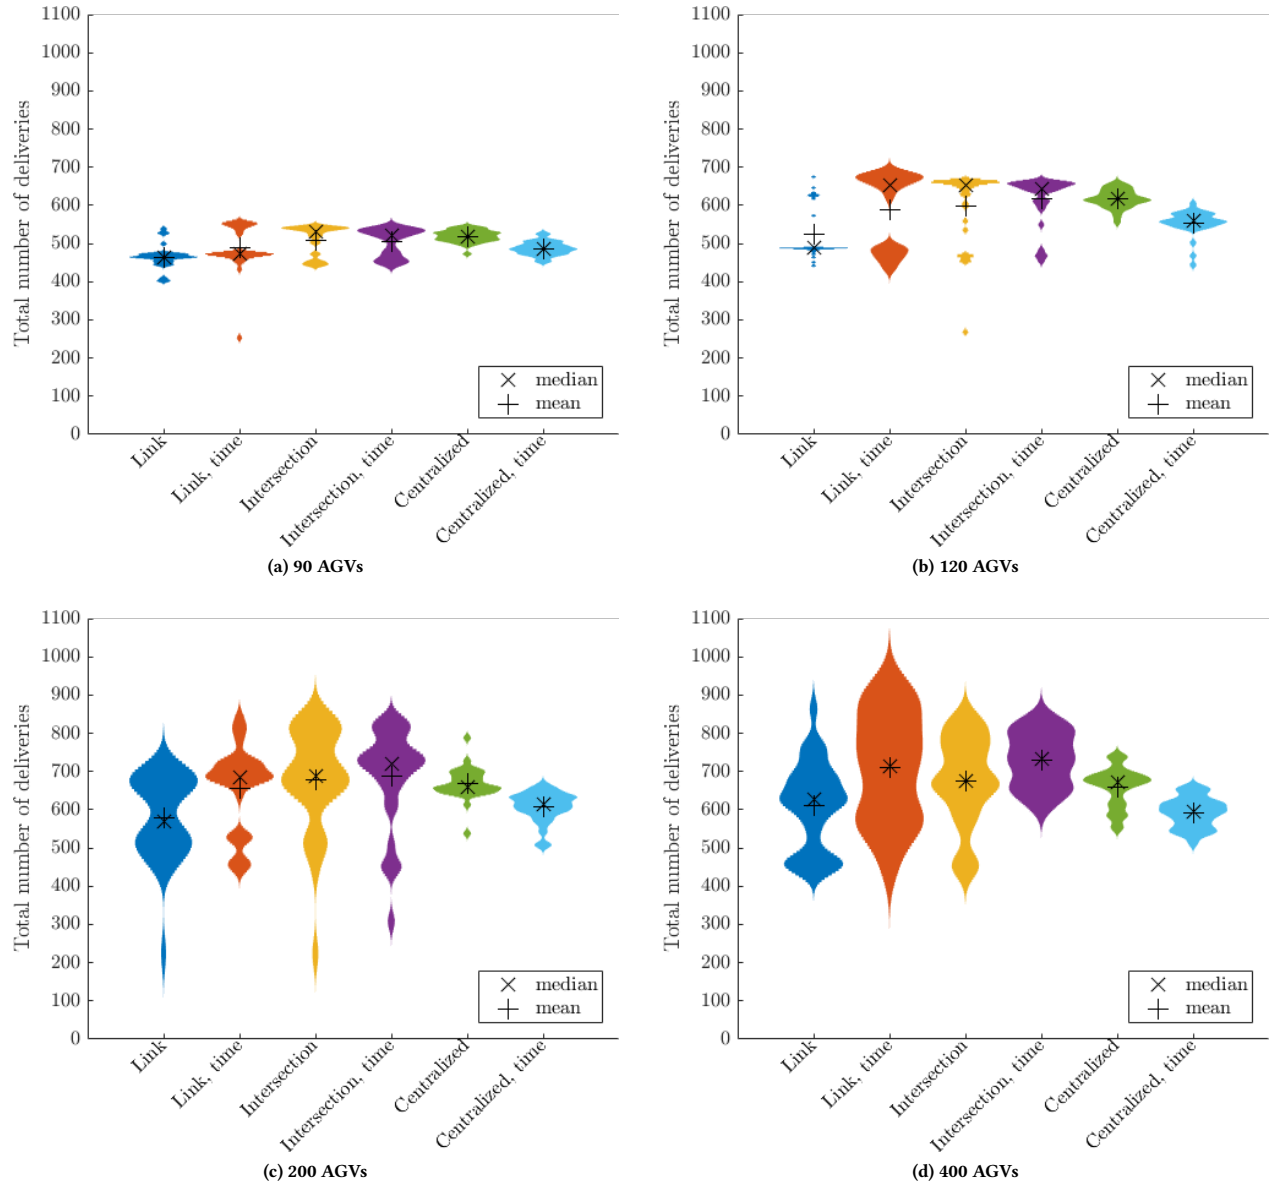 1100
1000
900
800
700
600
500
400
300
200
100
0
Total number of deliveries
median
mean
Link
Link, time
Intersection
Intersection, time
Centralized
Centralized, time
(a) 90 AGVs
1100
1000
900
800
700
600
500
400
300
200
100
0
Total number of deliveries
median
mean
Link
Link, time
Intersection
Intersection, time
Centralized
Centralized, time
(b) 120 AGVs
1100
1000
900
800
700
600
500
400
300
200
100
0
Total number of deliveries
median
mean
Link
Link, time
Intersection
Intersection, time
Centralized
Centralized, time
(c) 200 AGVs
1100
1000
900
800
700
600
500
400
300
200
100
0
Total number of deliveries
median
mean
Link
Link, time
Intersection
Intersection, time
Centralized
Centralized, time
(d) 400 AGVs